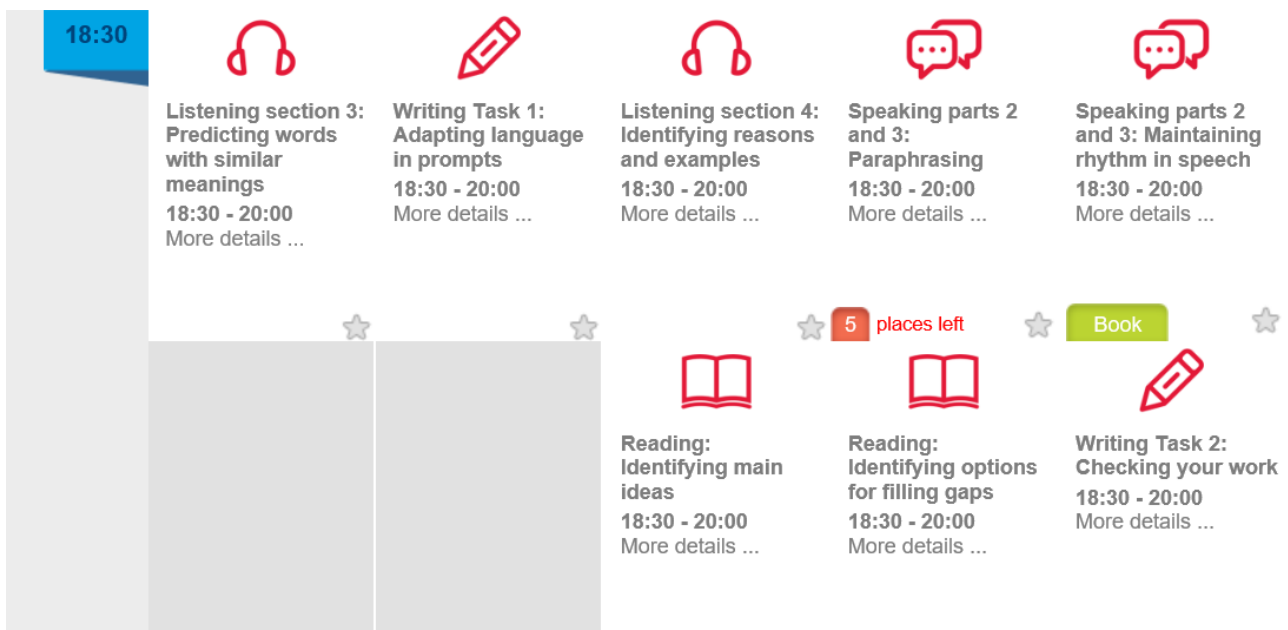 18:30
Listening section 3:
Predicting words
with similar
meanings
18:30 - 20:00
More details ...
Writing Task 1:
Adapting language
in prompts
18:30 - 20:00
More details ...
Listening section 4:
Identifying reasons
and examples
18:30 - 20:00
More details ...
Speaking parts 2
and 3:
Paraphrasing
18:30 - 20:00
More details ...
5 places left
Speaking parts 2
and 3: Maintaining
rhythm in speech
18:30 - 20:00
More details ...
Book
Reading:
Identifying main
ideas
18:30 - 20:00
More details ...
Reading:
Identifying options
for filling gaps
18:30 - 20:00
More details ...
Writing Task 2:
Checking your work
18:30 - 20:00
More details ...